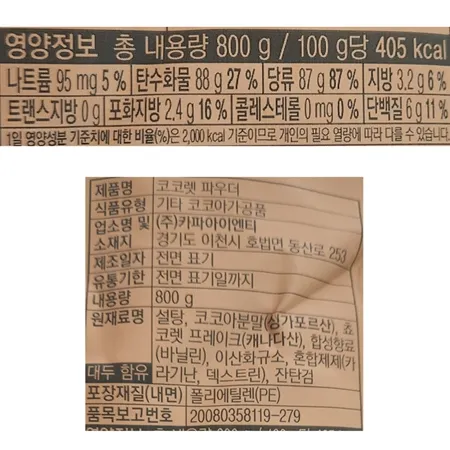 영양정보 총 내용량 800 g / 100 g당 405 kcal
나트륨 95 mg 5 % 탄수화물 88 g 27 % 당류 87 g 87 % 지방 3.2 g 6 %
트랜스지방 0 g 포화지방 2.4 g 16 % 콜레스테롤 0 mg 0 % 단백질 6 g 11 %
1일 영양성분 기준치에 대한 비율(%)은 2,000 kcal 기준이므로 개인의 필요 열량에 따라 다를 수 있습니다.
제품명 코코렛 파우더
식품유형 기타 코코아가공품
업소명 및 (주)카파아이엔티
소재지 경기도 이천시 호법면 동산로 253
제조일자 전면 표기
유통기한 전면 표기일까지
내용량 800 g
원재료명 설탕, 코코아분말(싱가포르산), 쵸
코렛 프레이크(캐나다산), 합성향료
(바닐린), 이산화규소, 혼합제제(카
대두 함유 라기난, 덱스트린), 잔탄검
포장재질(내면) 폴리에틸렌(PE)
품목보고번호 20080358119-279